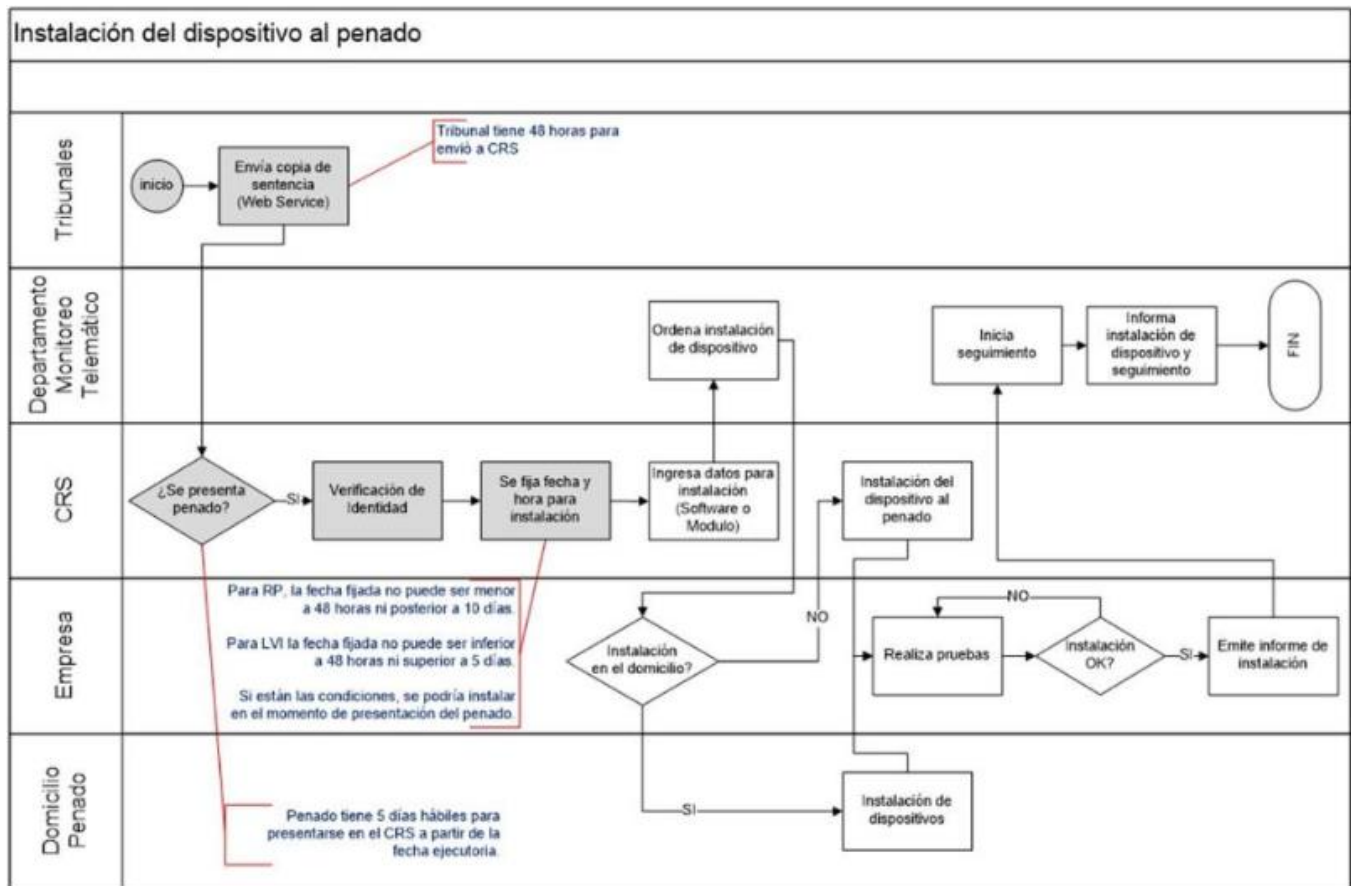 Instalación del dispositivo al penado
Tribunales
inicio
Envía copia de
sentencia
(Web Service)
Tribunal tiene 48 horas para
envió a CRS
Departamento
Monitoreo
Telemático
Ordena instalación
de dispositivo
Inicia
seguimiento
Informa
instalación de
dispositivo y
seguimiento
FIN
CRS
¿Se presenta
penado?
SI
Verificación de
Identidad
Se fija fecha y
hora para
instalación
Ingresa datos para
instalación
(Software o
Modulo)
Instalación del
dispositivo al
penado
Empresa
Para RP, la fecha fijada no puede ser menor
a 48 horas ni posterior a 10 días.
Para LVI la fecha fijada no puede ser inferior
a 48 horas ni superior a 5 días.
Si están las condiciones, se podría instalar
en el momento de presentación del penado.
Instalación
en el domicilio?
NO
Realiza pruebas
NO
Instalación
OK?
SI
Emite informe de
instalación
Domicilio
Penado
Penado tiene 5 días hábiles para
presentarse en el CRS a partir de la
fecha ejecutoria.
SI
Instalación de
dispositivos